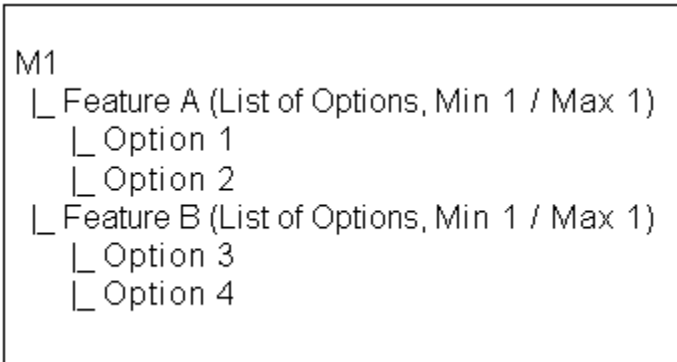 M1
|_ Feature A (List of Options, Min 1 / Max 1)
|_ Option 1
|_ Option 2
|_ Feature B (List of Options, Min 1 / Max 1)
|_ Option 3
|_ Option 4